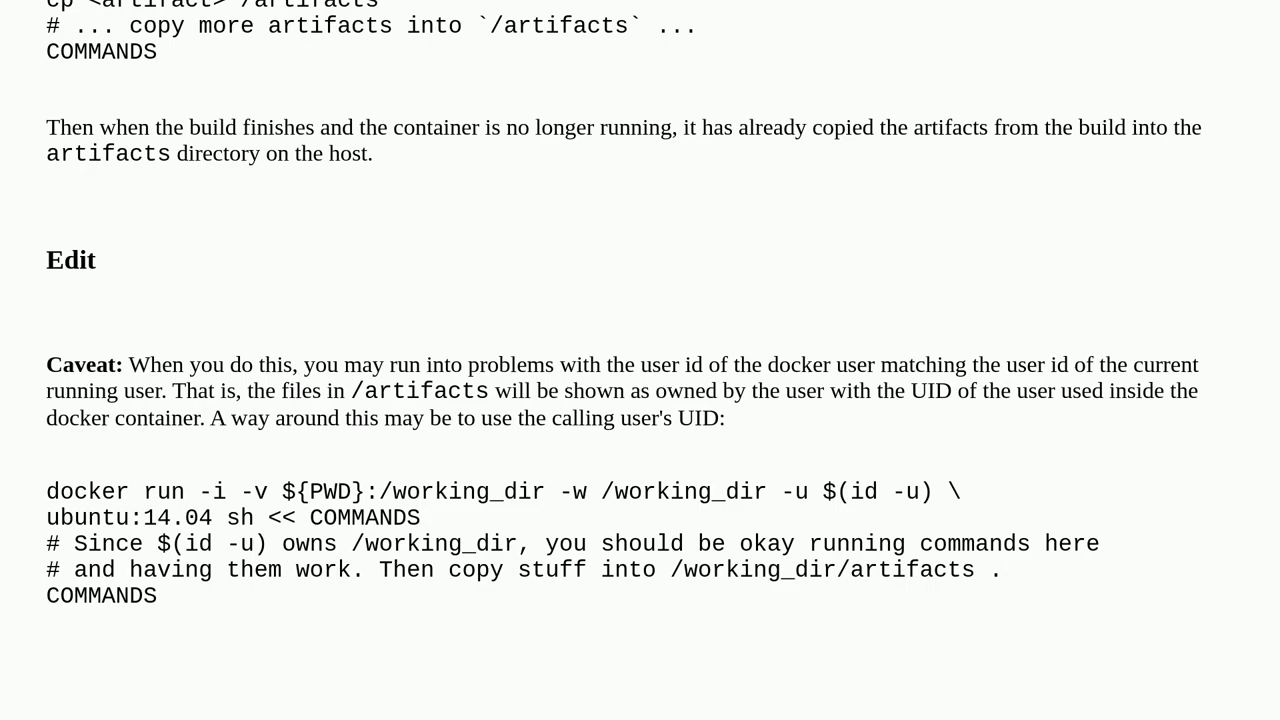 cp <artifact> /artifacts
# ... copy more artifacts into `/artifacts` ...
COMMANDS
Then when the build finishes and the container is no longer running, it has already copied the artifacts from the build into the
artifacts directory on the host.
Edit
Caveat: When you do this, you may run into problems with the user id of the docker user matching the user id of the current
running user. That is, the files in /artifacts will be shown as owned by the user with the UID of the user used inside the
docker container. A way around this may be to use the calling user's UID:
docker run -i -v ${PWD}:/working_dir -w /working_dir -u $(id -u) \
ubuntu:14.04 sh << COMMANDS
# Since $(id -u) owns /working_dir, you should be okay running commands here
# and having them work. Then copy stuff into /working_dir/artifacts .
COMMANDS